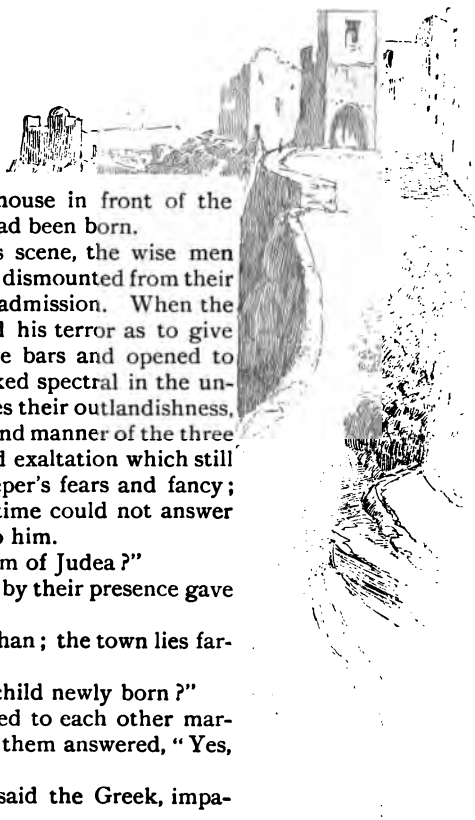 house in front of the
ad been born.
s scene, the wise men
dismounted from their
admission. When the
d his terror as to give
e bars and opened to
ked spectral in the un-
es their outlandishness,
nd manner of the three
d exaltation which still
eper's fears and fancy;
time could not answer
o him.
m of Judea?"
by their presence gave
han; the town lies far-
child newly born?"
ed to each other mar-
them answered, "Yes,
said the Greek, impa-